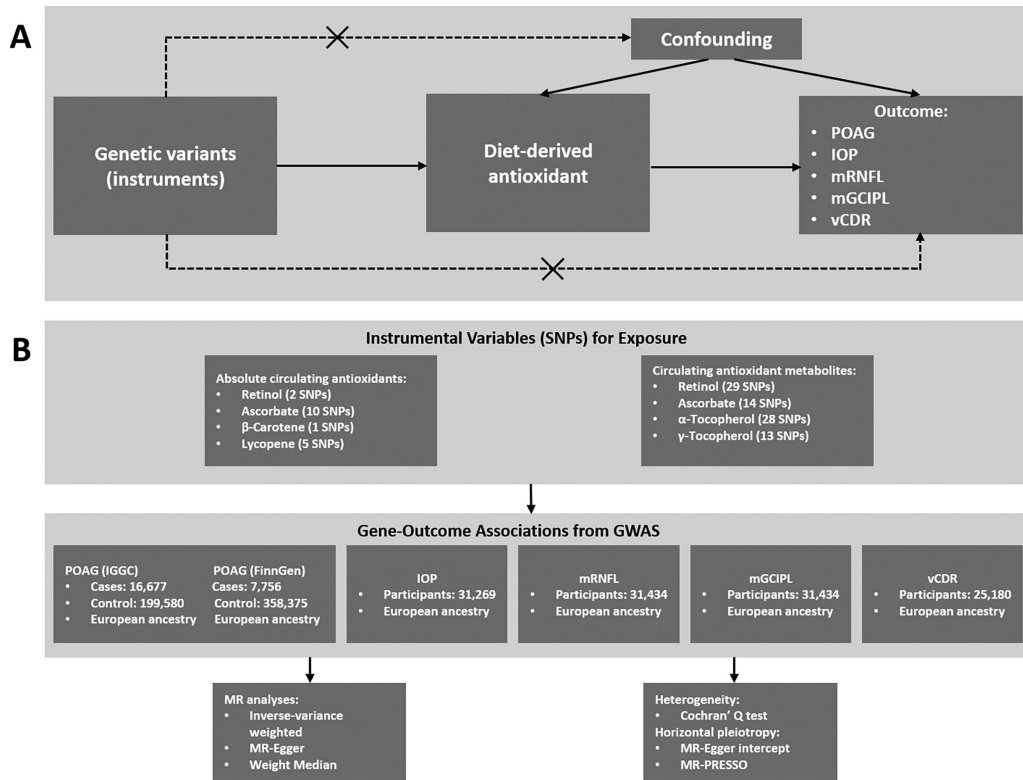 A
Confounding
Genetic variants
(instruments)
Diet-derived
antioxidant
Outcome:
• POAG
• IOP
• mRNFL
• mGCIPL
• vCDR
B
Instrumental Variables (SNPs) for Exposure
Absolute circulating antioxidants:
• Retinol (2 SNPs)
• Ascorbate (10 SNPs)
• β-Carotene (1 SNPs)
• Lycopene (5 SNPs)
Circulating antioxidant metabolites:
• Retinol (29 SNPs)
• Ascorbate (14 SNPs)
• α-Tocopherol (28 SNPs)
• γ-Tocopherol (13 SNPs)
Gene-Outcome Associations from GWAS
POAG (IGGC)
• Cases: 16,677
• Control: 199,580
• European ancestry
POAG (FinnGen)
Cases: 7,756
Control: 358,375
European ancestry
IOP
• Participants: 31,269
• European ancestry
mRNFL
• Participants: 31,434
• European ancestry
mGCIPL
• Participants: 31,434
• European ancestry
vCDR
• Participants: 25,180
• European ancestry
MR analyses:
• Inverse-variance
weighted
• MR-Egger
• Weight Median
Heterogeneity:
• Cochran’ Q test
Horizontal pleiotropy:
• MR-Egger intercept
• MR-PRESSO